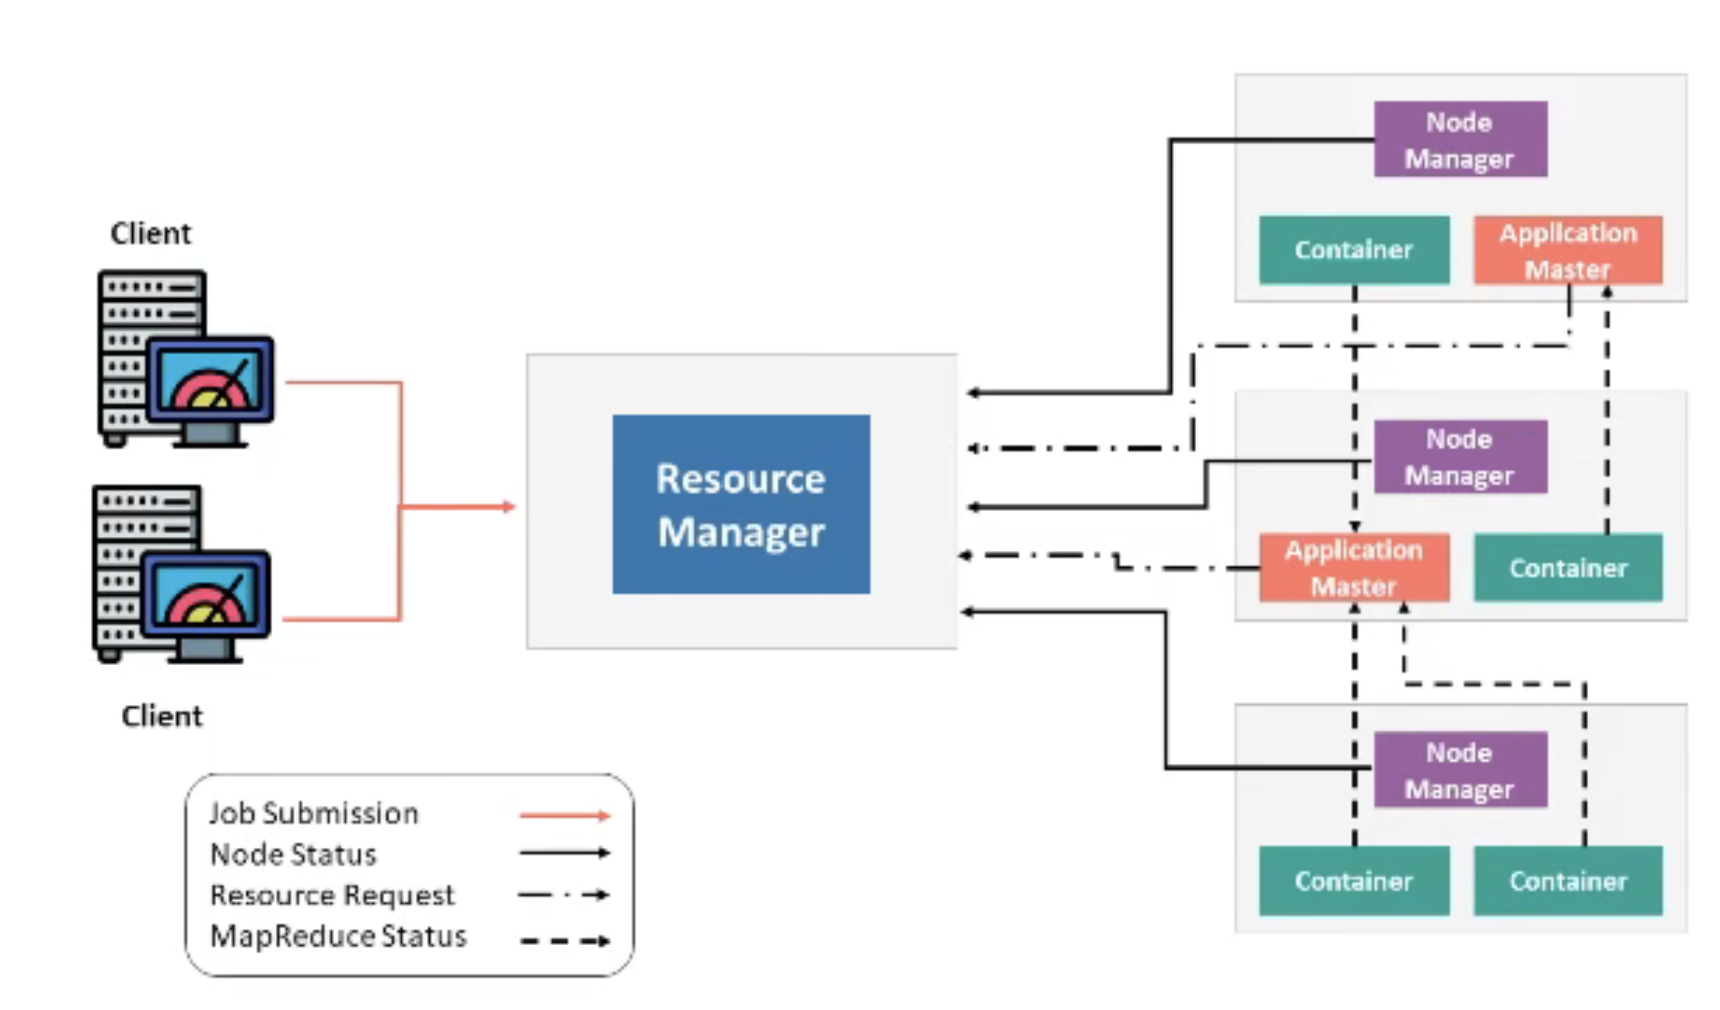 Client
Client
Job Submission
Node Status
Resource Request
MapReduce Status
Resource
Manager
Node
Manager
Container
Application
Master
Node
Manager
Application
Master
Container
Node
Manager
Container
Container